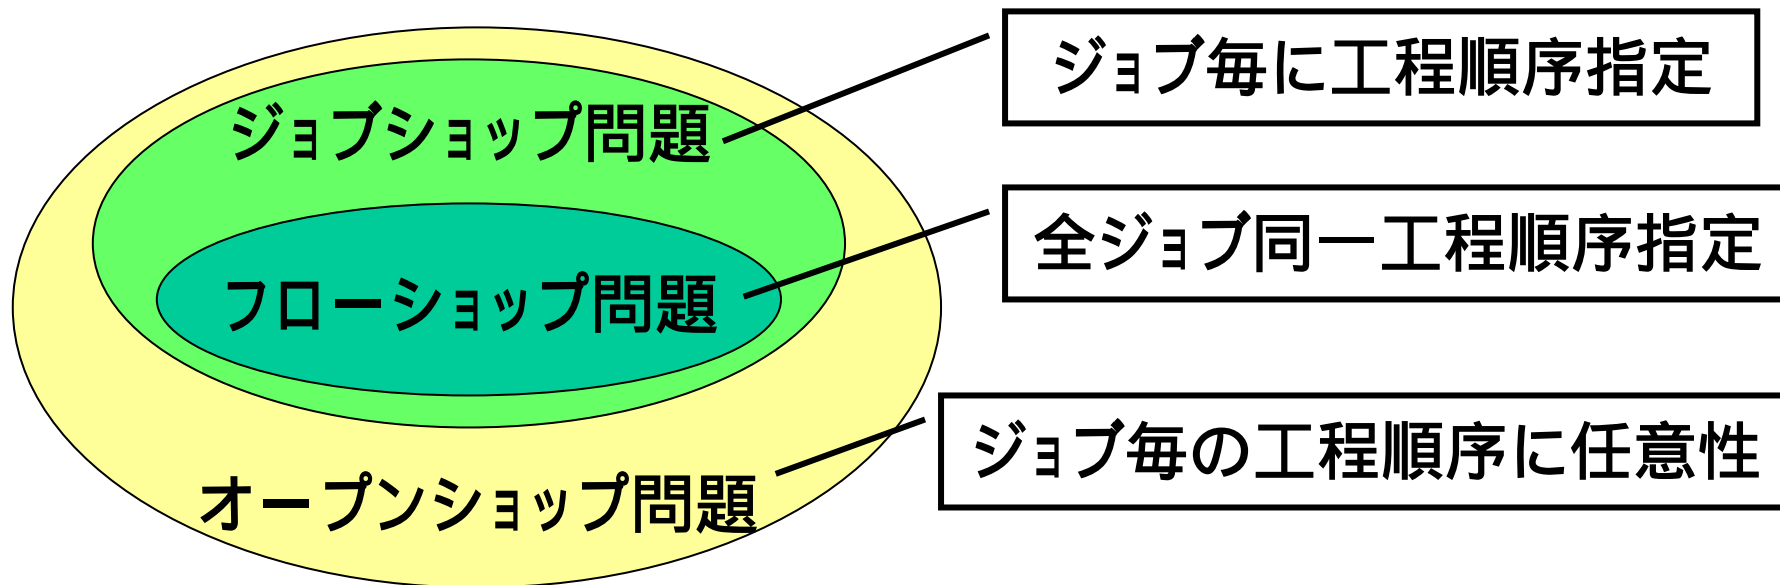 ジョブ毎に工程順序指定
ジョブショップ問題
全ジョブ同一工程順序指定
フローショップ問題
ジョブ毎の工程順序に任意性
オープンショップ問題